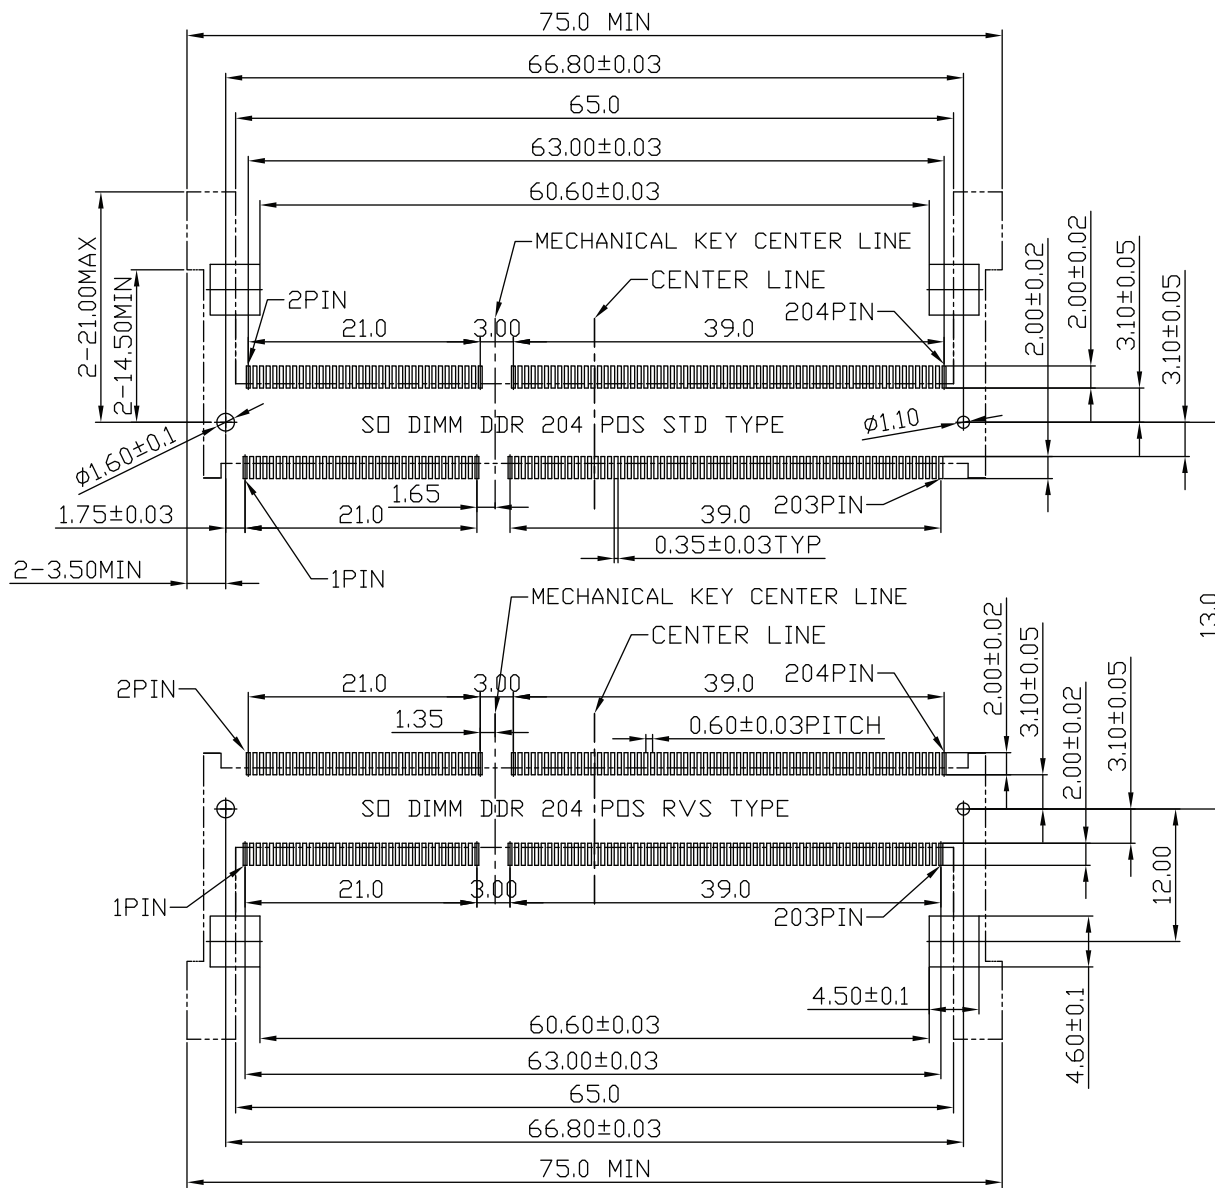 75.0 MIN
66.80±0.03
65.0
63.00±0.03
60.60±0.03
MECHANICAL KEY CENTER LINE
CENTER LINE
2PIN
204PIN
21.0
3.00
39.0
2-21.00MAX
2-14.50MIN
2.00±0.02
2.00±0.02
3.10±0.05
3.10±0.05
SO DIMM DDR 204 POS STD TYPE
ø1.10
ø1.60±0.1
1.65
203PIN
1.75±0.03
21.0
39.0
0.35±0.03TYP
2-3.50MIN
1PIN
13.0
MECHANICAL KEY CENTER LINE
CENTER LINE
2PIN
21.0
3.00
39.0
204PIN
1.35
0.60±0.03PITCH
2.00±0.02
3.10±0.05
2.00±0.02
3.10±0.05
SO DIMM DDR 204 POS RVS TYPE
1PIN
21.0
3.00
39.0
203PIN
12.00
4.50±0.1
4.60±0.1
60.60±0.03
63.00±0.03
65.0
66.80±0.03
75.0 MIN